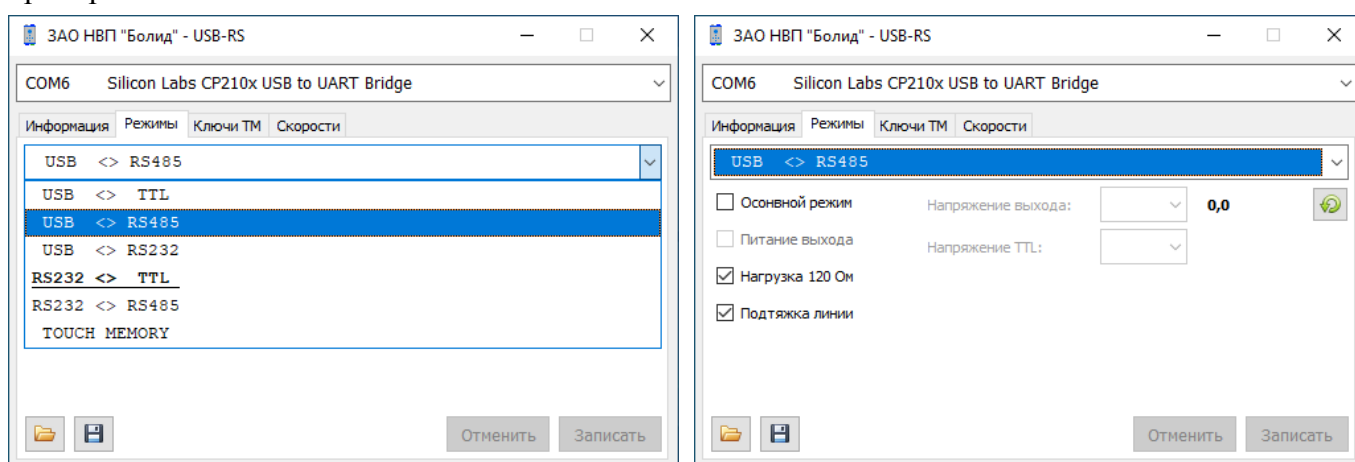 ЗАО НВП "Болид" - USB-RS
COM6 Silicon Labs CP210x USB to UART Bridge
Информация Режимы Ключи ТМ Скорости
USB <> RS485
USB <> TTL
USB <> RS485
USB <> RS232
RS232 <> TTL
RS232 <> RS485
TOUCH MEMORY
Отменить Записать
ЗАО НВП "Болид" - USB-RS
COM6 Silicon Labs CP210x USB to UART Bridge
Информация Режимы Ключи ТМ Скорости
USB <> RS485
Осонвной режим Напряжение выхода: 0,0
Питание выхода Напряжение TTL:
Нагрузка 120 Ом
Подтяжка линии
Отменить Записать